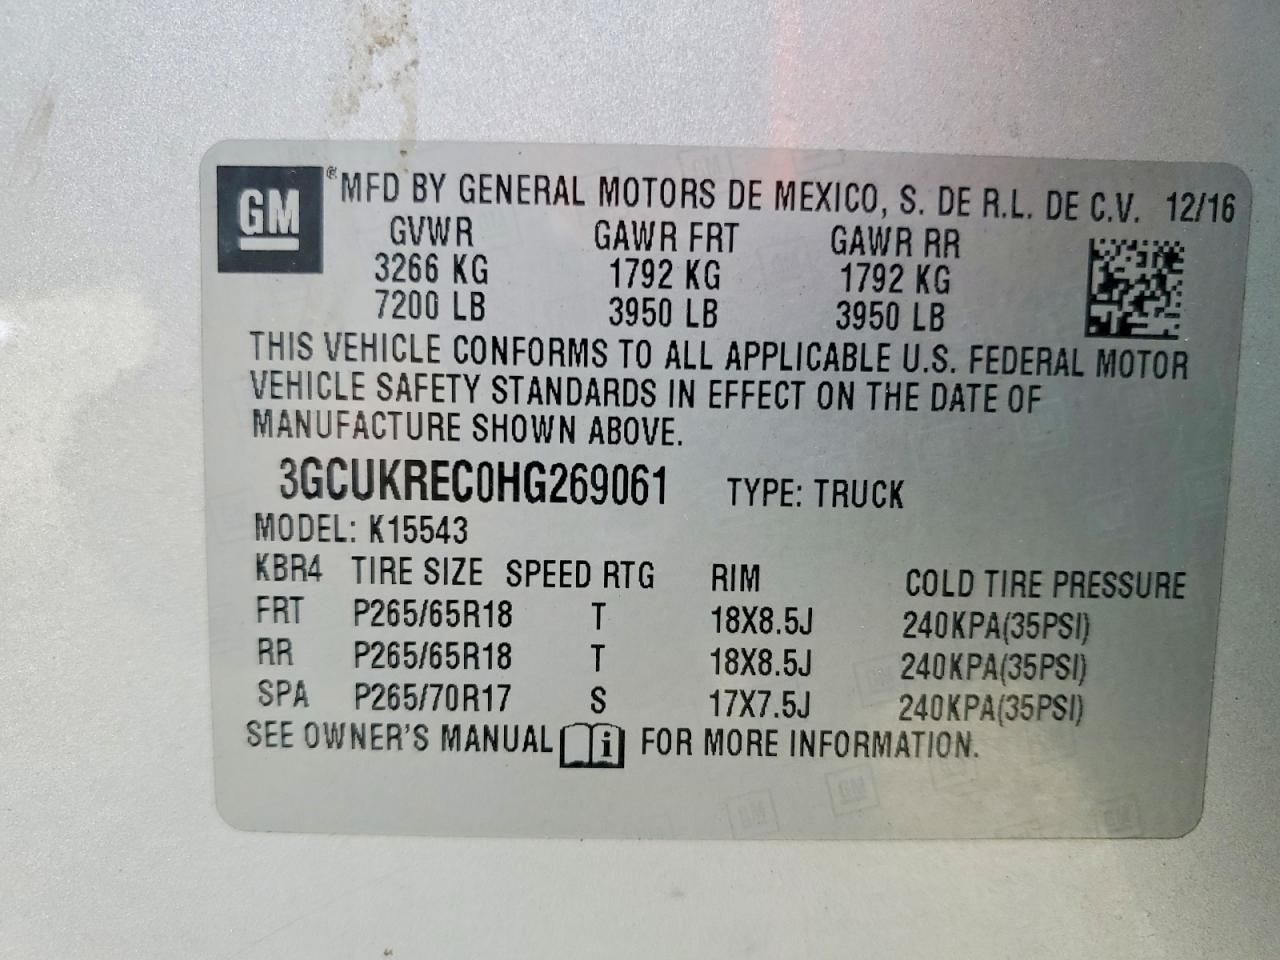 GM ® MFD BY GENERAL MOTORS DE MEXICO, S. DE R.L. DE C.V. 12/16
GVWR GAWR FRT GAWR RR
3266 KG 1792 KG 1792 KG
7200 LB 3950 LB 3950 LB
THIS VEHICLE CONFORMS TO ALL APPLICABLE U.S. FEDERAL MOTOR
VEHICLE SAFETY STANDARDS IN EFFECT ON THE DATE OF
MANUFACTURE SHOWN ABOVE.
3GCUKREC0HG269061 TYPE: TRUCK
MODEL: K15543
KBR4 TIRE SIZE SPEED RTG RIM COLD TIRE PRESSURE
FRT P265/65R18 T 18X8.5J 240KPA(35PSI)
RR P265/65R18 T 18X8.5J 240KPA(35PSI)
SPA P265/70R17 S 17X7.5J 240KPA(35PSI)
SEE OWNER'S MANUAL i FOR MORE INFORMATION.